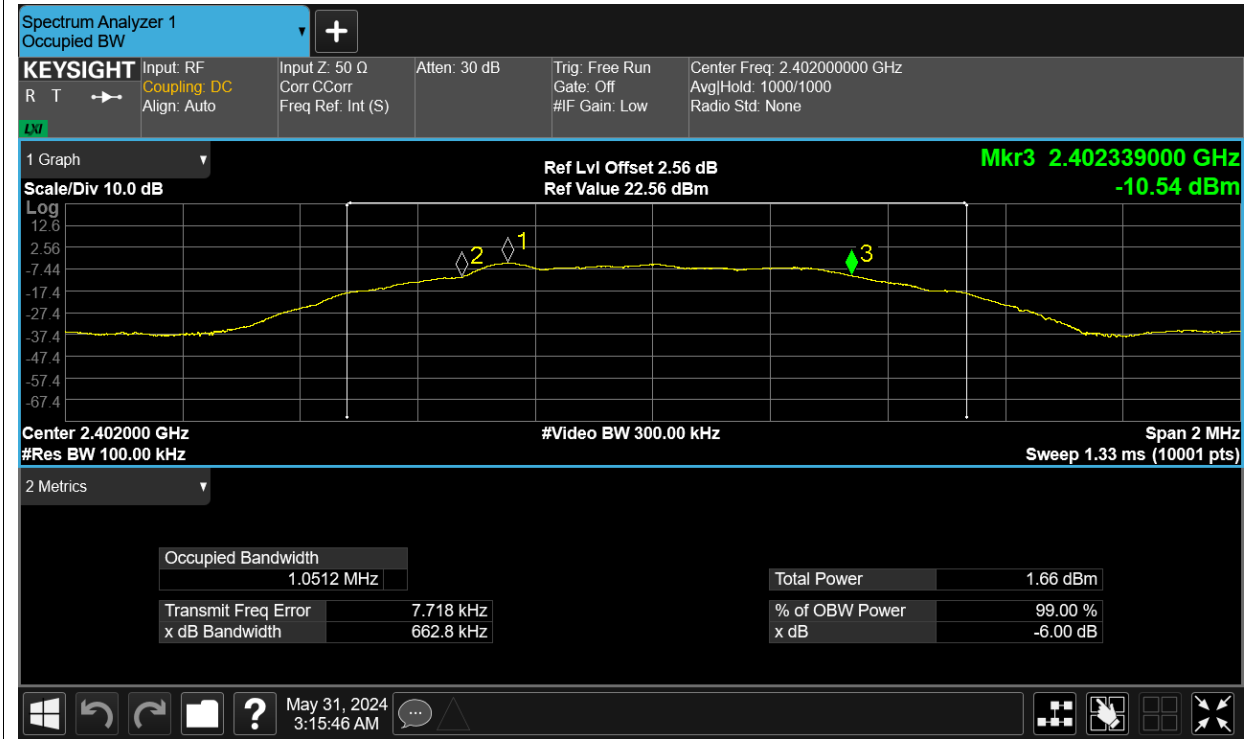 Spectrum Analyzer 1
Occupied BW
KEYSIGHT
R T
LXI
Input: RF
Coupling: DC
Align: Auto
Input Z: 50 Ω
Corr CCorr
Freq Ref: Int (S)
Atten: 30 dB
Trig: Free Run
Gate: Off
#IF Gain: Low
Center Freq: 2.402000000 GHz
Avg|Hold: 1000/1000
Radio Std: None
1 Graph
Scale/Div 10.0 dB
Ref Lvl Offset 2.56 dB
Ref Value 22.56 dBm
Mkr3 2.402339000 GHz
-10.54 dBm
Log
12.6
2.56
-7.44
-17.4
-27.4
-37.4
-47.4
-57.4
-67.4
2
1
3
Center 2.402000 GHz
#Res BW 100.00 kHz
#Video BW 300.00 kHz
Span 2 MHz
Sweep 1.33 ms (10001 pts)
2 Metrics
Occupied Bandwidth
1.0512 MHz
Transmit Freq Error 7.718 kHz
x dB Bandwidth 662.8 kHz
Total Power 1.66 dBm
% of OBW Power 99.00 %
x dB -6.00 dB
?
May 31, 2024
3:15:46 AM